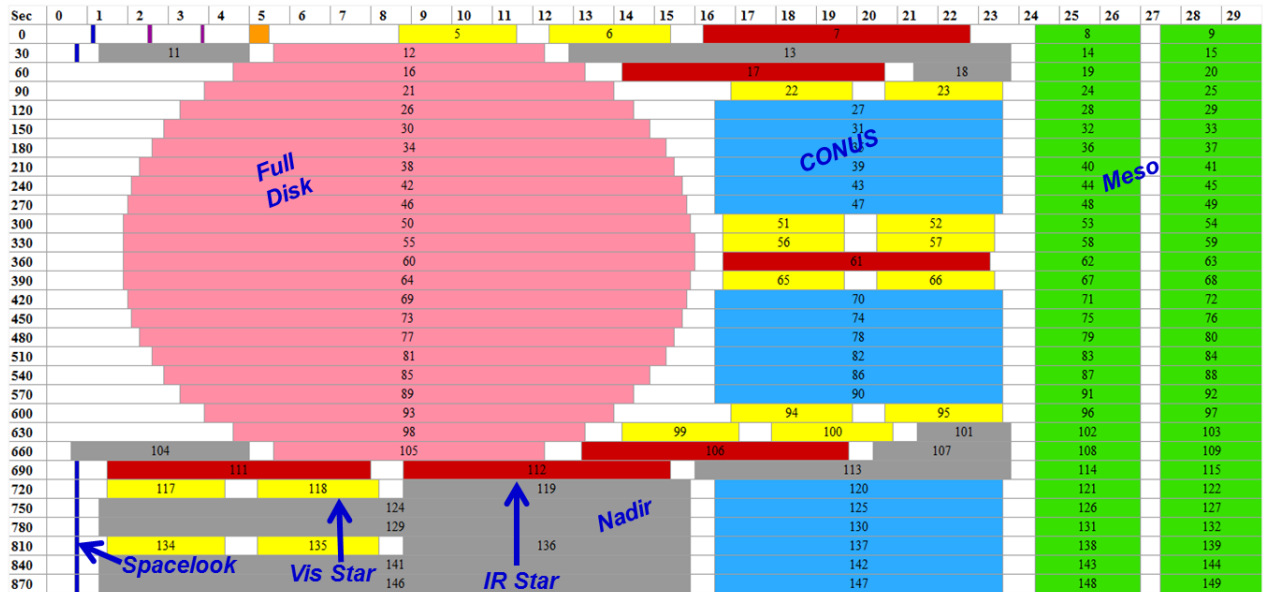 Sec 0 1 2 3 4 5 6 7 8 9 10 11 12 13 14 15 16 17 18 19 20 21 22 23 24 25 26 27 28 29
0 5 6 7 8 9
30 11 12 13 14 15
60 16 17 18 19 20
90 21 22 23 24 25
120 26 27 28 29
150 30 31 32 33
180 34 35 36 37
210 38 39 40 41
240 42 43 44 45
270 46 47 48 49
300 50 51 52 53 54
330 55 56 57 58 59
360 60 61 62 63
390 64 65 66 67 68
420 69 70 71 72
450 73 74 75 76
480 77 78 79 80
510 81 82 83 84
540 85 86 87 88
570 89 90 91 92
600 93 94 95 96 97
630 98 99 100 101 102 103
660 104 105 106 107 108 109
690 111 112 113 114 115
720 117 118 119 120 121 122
750 124 125 126 127
780 129 130 131 132
810 134 135 136 137 138 139
840 141 142 143 144
870 146 147 148 149
Full
Disk
CONUS
Meso
Nadir
Spacelook
Vis Star
IR Star